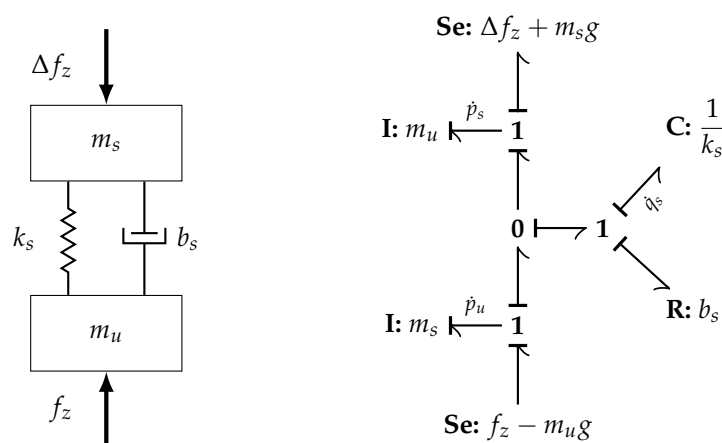 Δf_z
m_s
k_s
b_s
m_u
f_z
Se: Δf_z + m_s g
I: m_u
ṗ_s
1
C: 1/k_s
q̇_s
0
1
R: b_s
I: m_s
ṗ_u
1
Se: f_z − m_u g